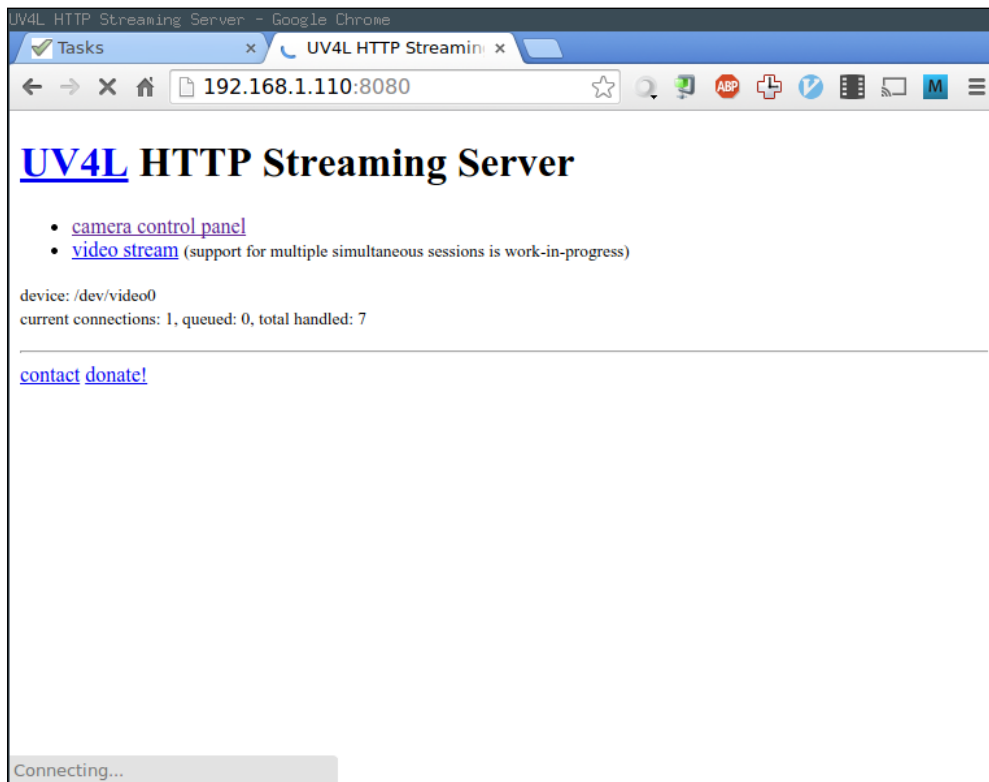 UV4L HTTP Streaming Server - Google Chrome
Tasks
UV4L HTTP Streamin
192.168.1.110:8080
ABP
M
UV4L HTTP Streaming Server
camera control panel
video stream (support for multiple simultaneous sessions is work-in-progress)
device: /dev/video0
current connections: 1, queued: 0, total handled: 7
contact donate!
Connecting...